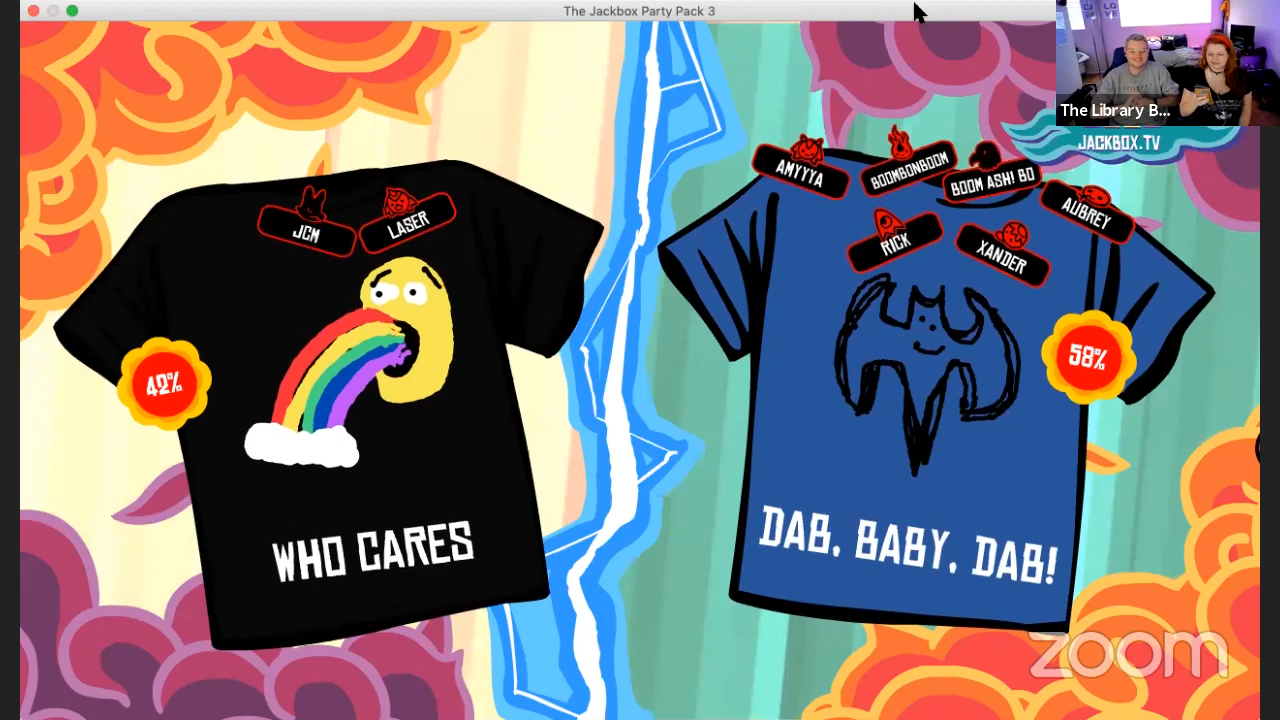 The Jackbox Party Pack 3
The Library B...
JACKBOX.TV
JCM
LASER
42%
WHO CARES
AMYYYA
BOOMBONBOOM
BOOM ASH! BO
AUBREY
RICK
XANDER
58%
DAB, BABY, DAB!
zoom